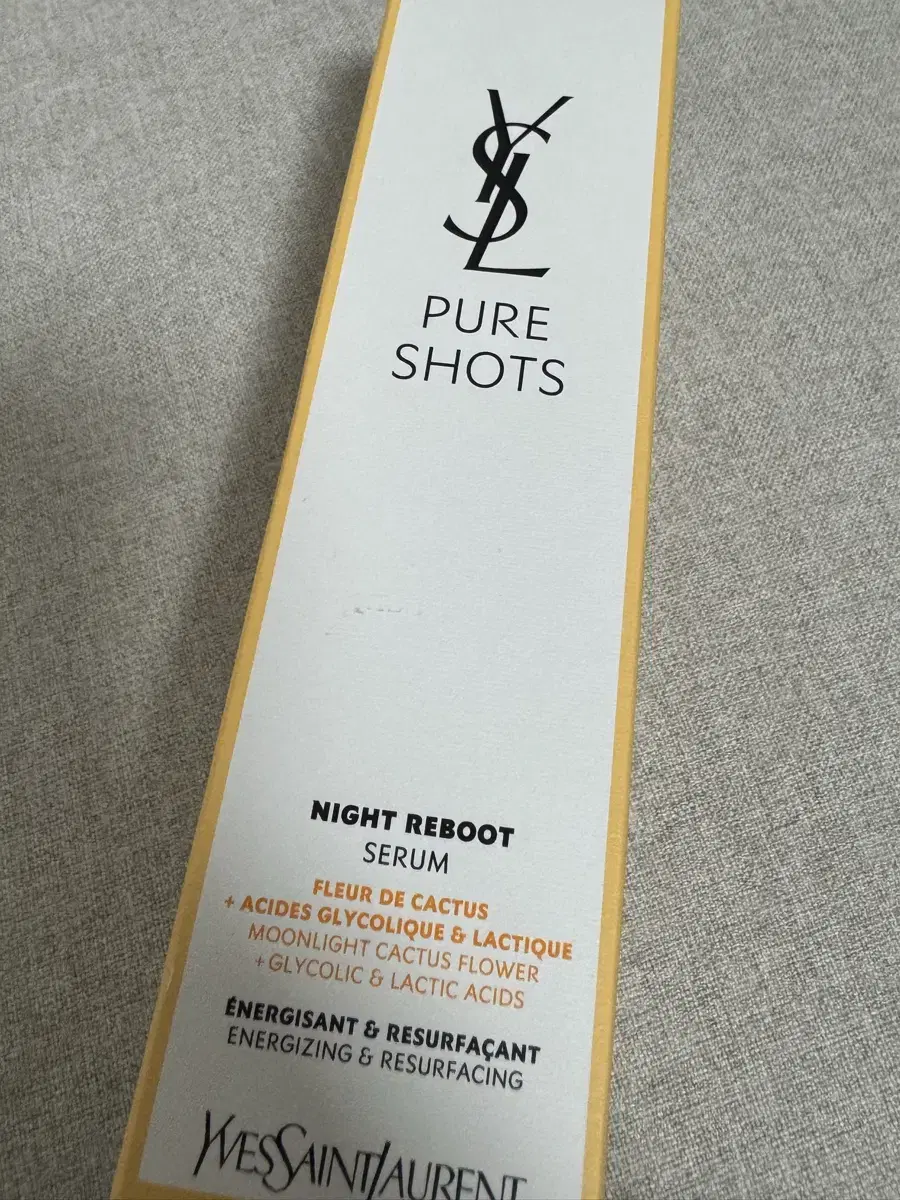 YSL
PURE
SHOTS
NIGHT REBOOT
SERUM
FLEUR DE CACTUS
+ ACIDES GLYCOLIQUE & LACTIQUE
MOONLIGHT CACTUS FLOWER
+GLYCOLIC & LACTIC ACIDS
ÉNERGISANT & RESURFAÇANT
ENERGIZING & RESURFACING
YVESSAINTLAURENT